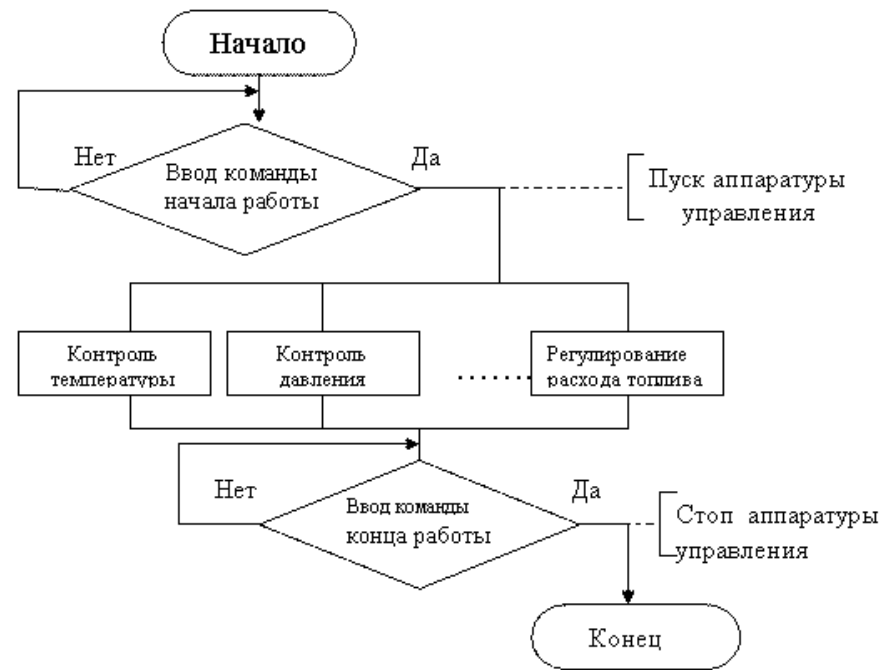 Начало
Нет
Да
Ввод команды
начала работы
Пуск аппаратуры
управления
Контроль
температуры
Контроль
давления
........
Регулирование
расхода топлива
Нет
Да
Ввод команды
конца работы
Стоп аппаратуры
управления
Конец